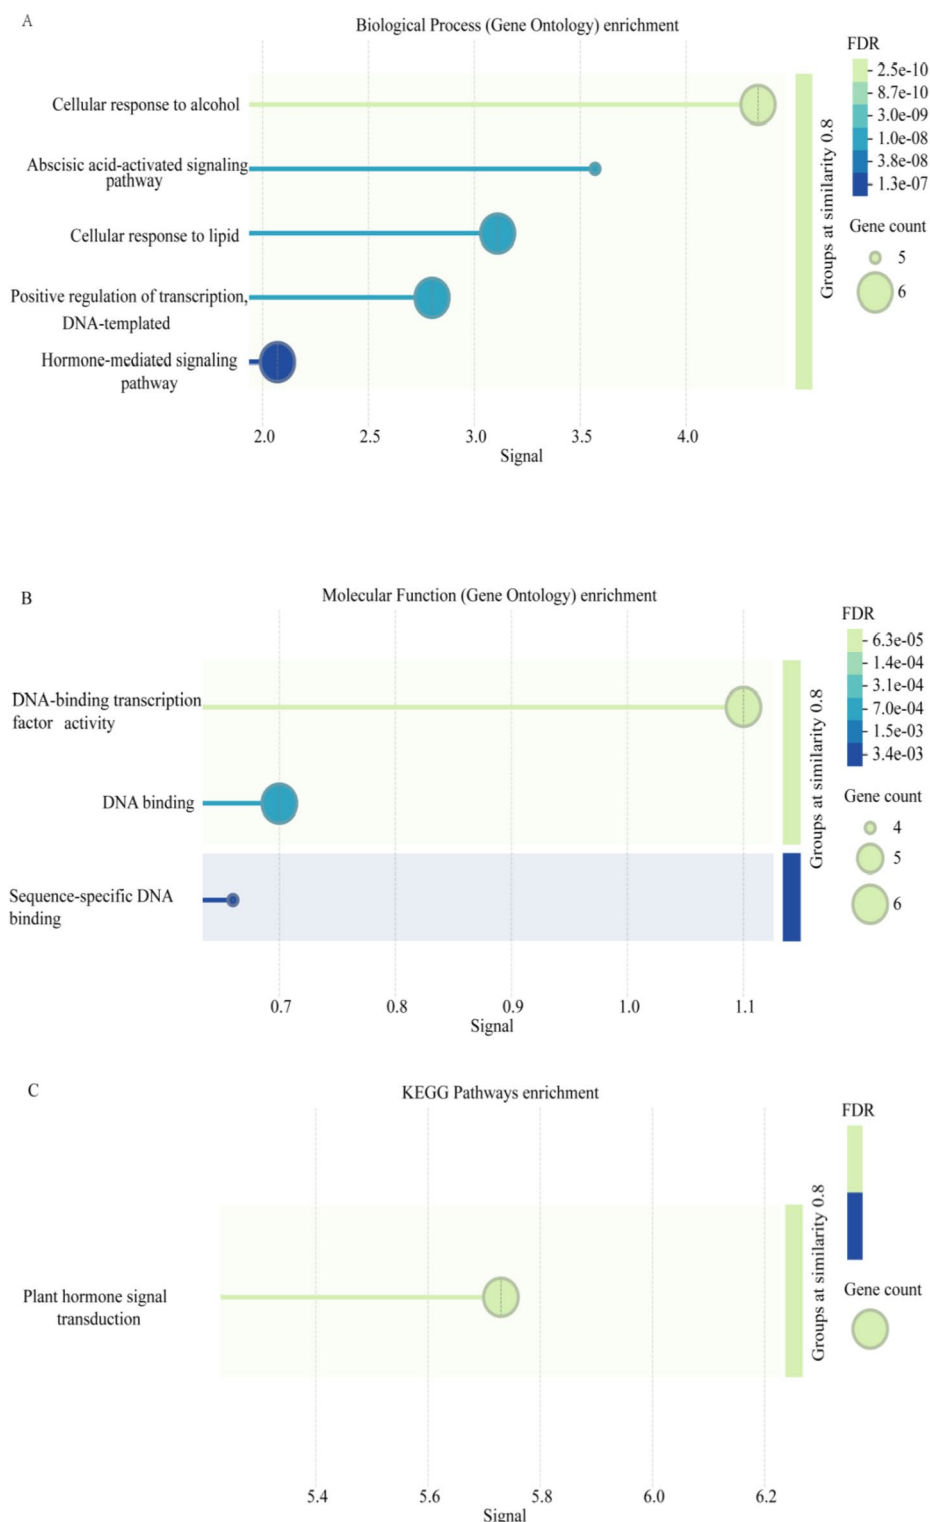 A
Biological Process (Gene Ontology) enrichment
Cellular response to alcohol
Abscisic acid-activated signaling
pathway
Cellular response to lipid
Positive regulation of transcription,
DNA-templated
Hormone-mediated signaling
pathway
2.0 2.5 3.0 3.5 4.0
Signal
Groups at similarity 0.8
FDR
2.5e-10
8.7e-10
3.0e-09
1.0e-08
3.8e-08
1.3e-07
Gene count
5
6
B
Molecular Function (Gene Ontology) enrichment
DNA-binding transcription
factor activity
DNA binding
Sequence-specific DNA
binding
0.7 0.8 0.9 1.0 1.1
Signal
Groups at similarity 0.8
FDR
6.3e-05
1.4e-04
3.1e-04
7.0e-04
1.5e-03
3.4e-03
Gene count
4
5
6
C
KEGG Pathways enrichment
Plant hormone signal
transduction
5.4 5.6 5.8 6.0 6.2
Signal
Groups at similarity 0.8
FDR
Gene count